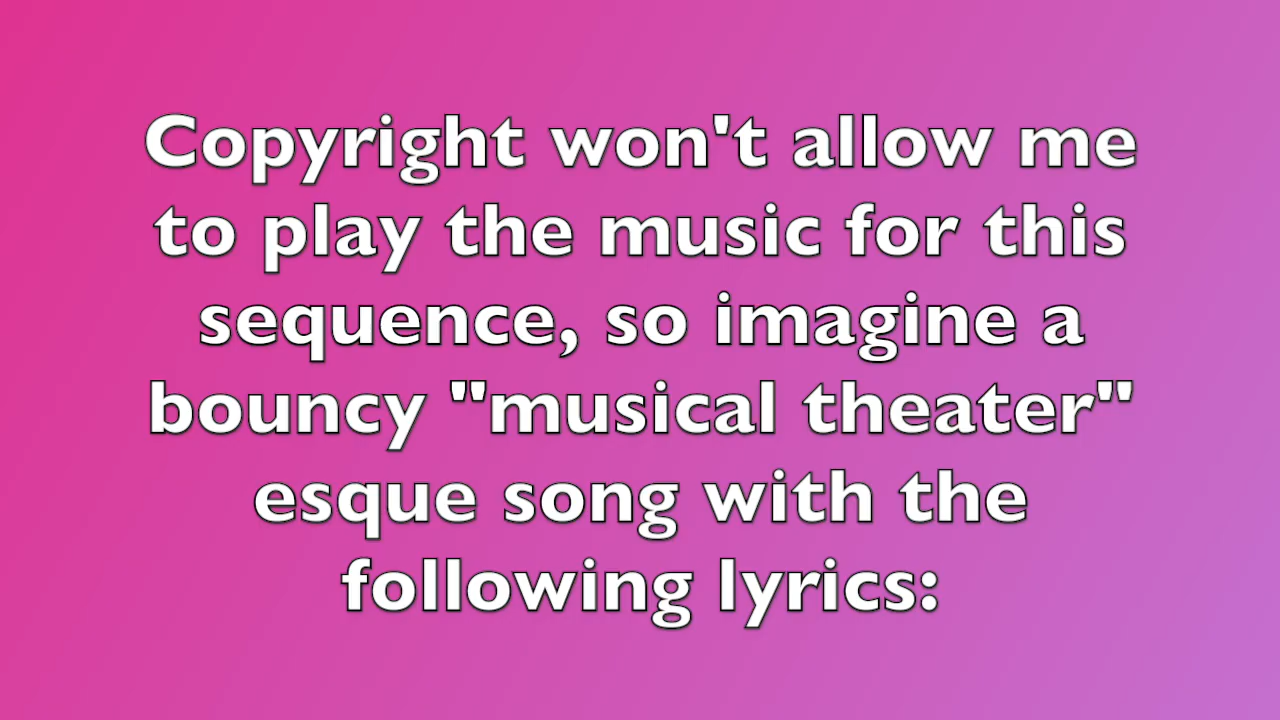 Copyright won't allow me
to play the music for this
sequence, so imagine a
bouncy "musical theater"
esque song with the
following lyrics: